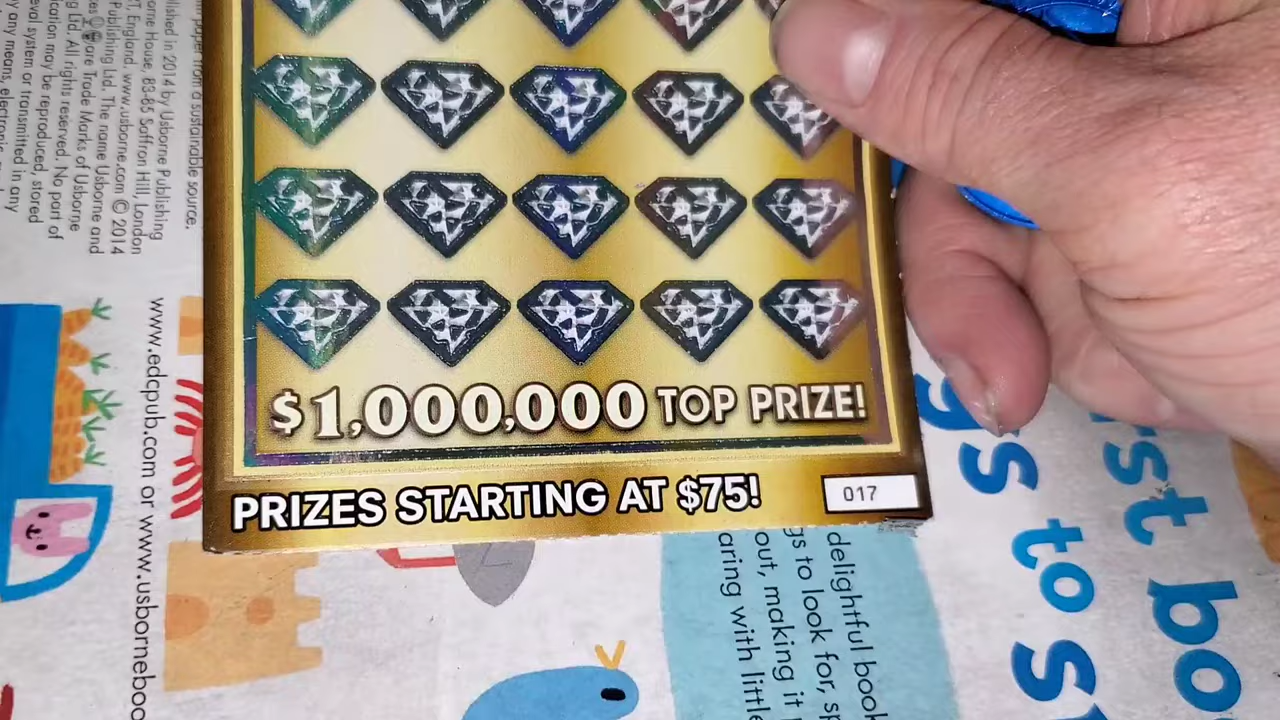 $1,000,000 TOP PRIZE!
PRIZES STARTING AT $75!
017
paper from a sustainable source.
lished in 2014 by Usborne Publishing
orne House, 83-85 Saffron Hill, London
T, England. www.usborne.com © 2014
Publishing Ltd. The name Usborne and
are Trade Marks of Usborne
g Ltd. All rights reserved. No part of
ication may be reproduced, stored
eval system or transmitted in any
y any means, electronic
www.edcpub.com or www.usborneboo
delightful book
gs to look for, sp
out, making it
aring with little
rst bo
gs to s